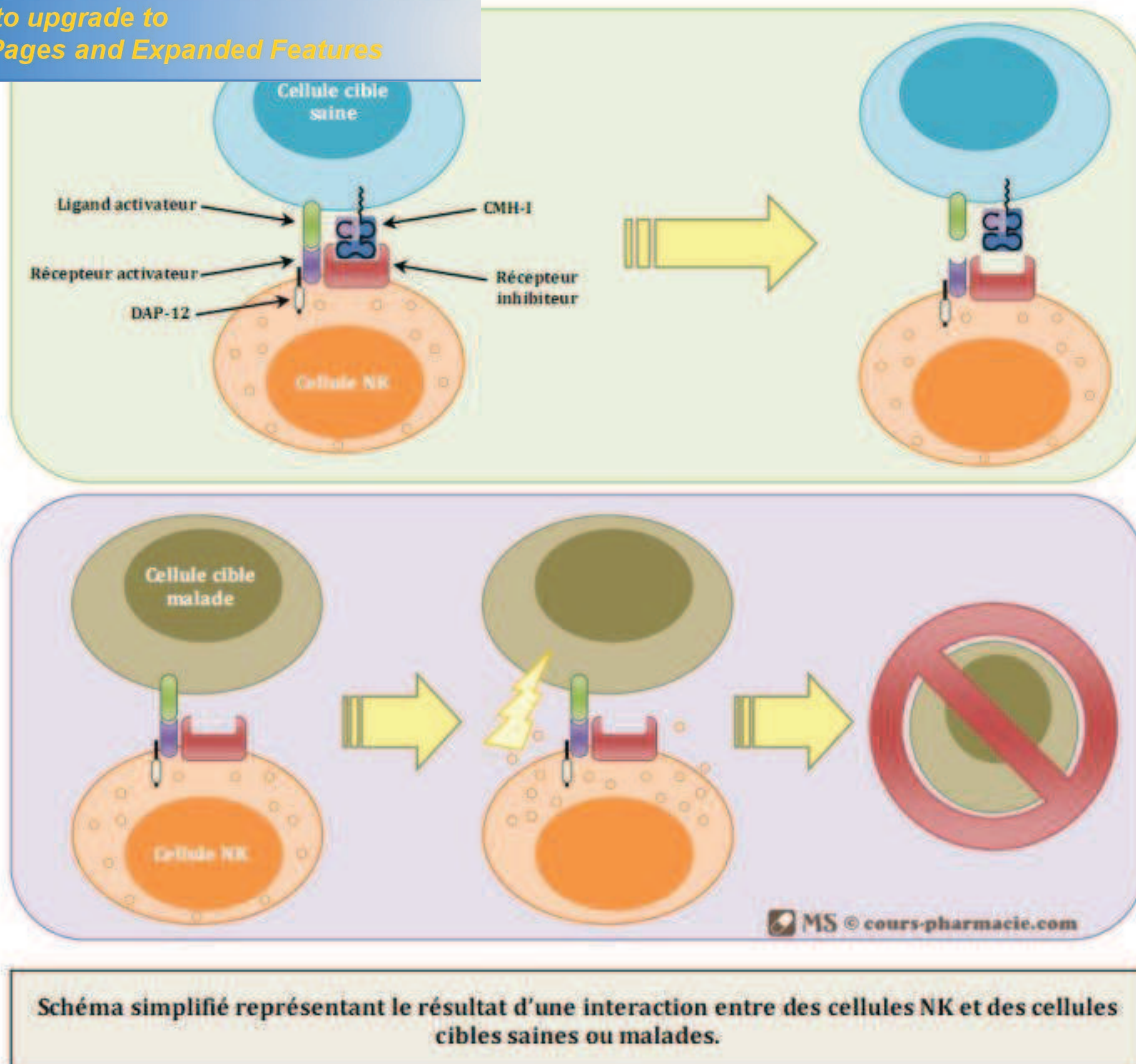 to upgrade to
Pages and Expanded Features
Cellule cible
saine
Ligand activateur
CMH-I
Récepteur activateur
Récepteur
inhibiteur
DAP-12
Cellule NK
Cellule cible
malade
Cellule NK
MS © cours-pharmacie.com
Schéma simplifié représentant le résultat d'une interaction entre des cellules NK et des cellules
cibles saines ou malades.